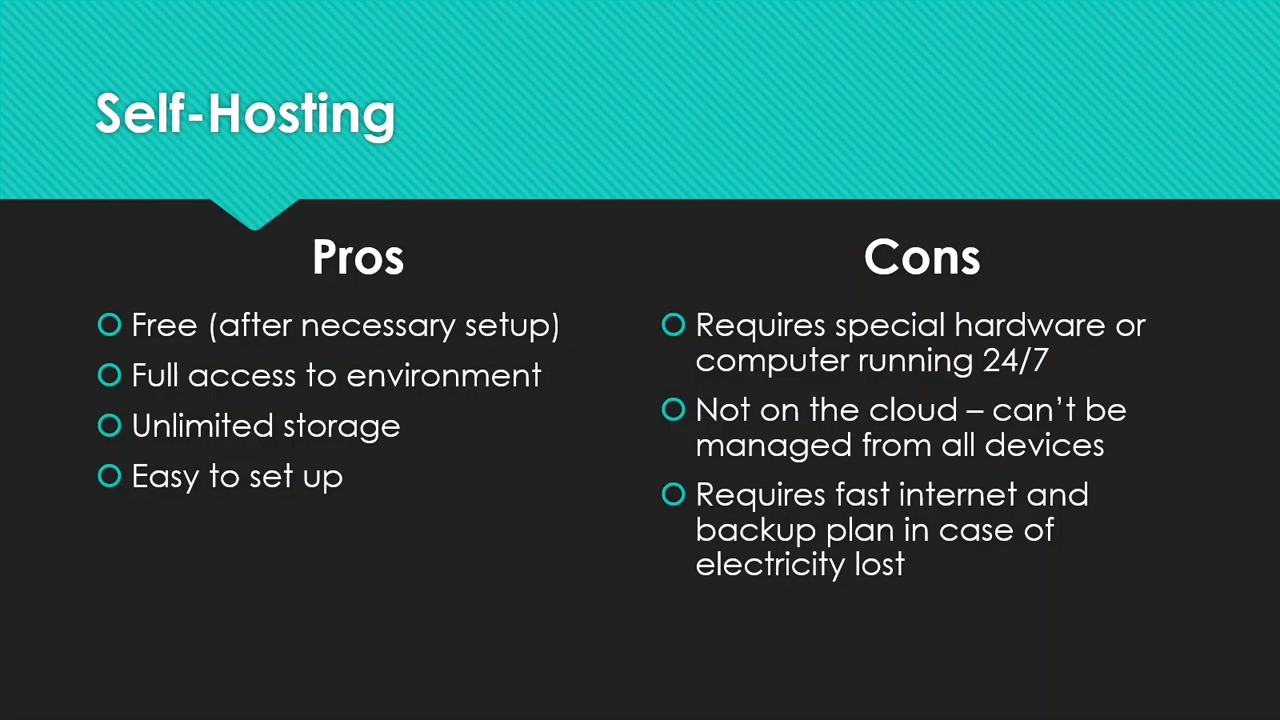 Self-Hosting
Pros
Free (after necessary setup)
Full access to environment
Unlimited storage
Easy to set up
Cons
Requires special hardware or
computer running 24/7
Not on the cloud – can't be
managed from all devices
Requires fast internet and
backup plan in case of
electricity lost